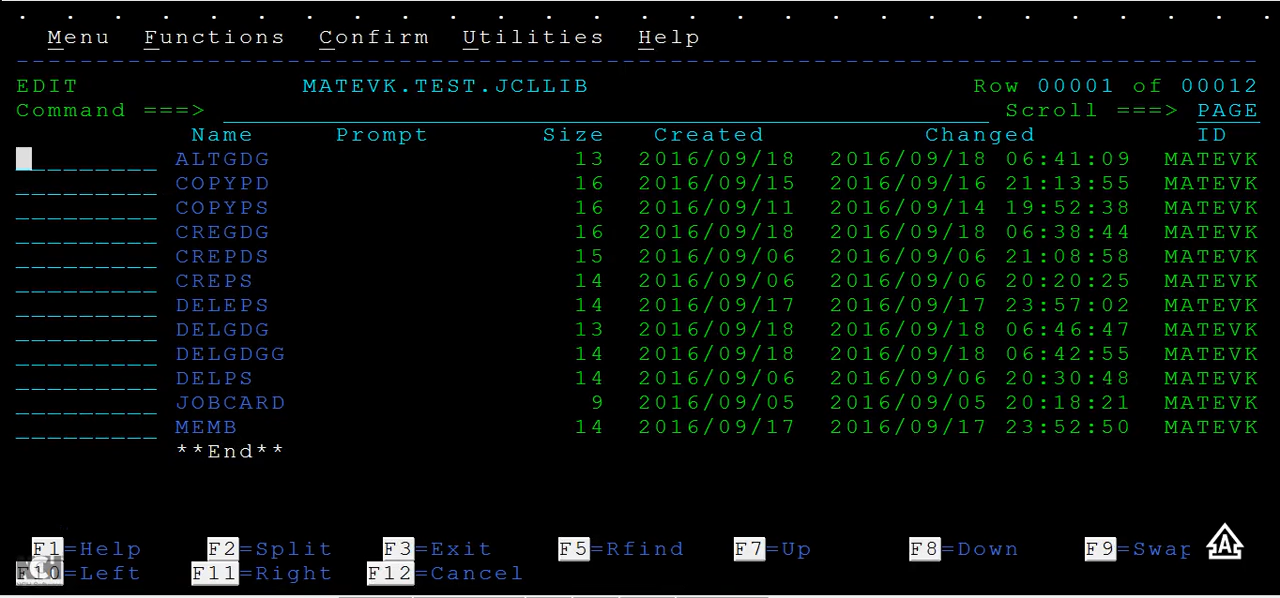 Menu Functions Confirm Utilities Help
EDIT MATEVK.TEST.JCLLIB Row 00001 of 00012
Command ===> Scroll ===> PAGE
Name Prompt Size Created Changed ID
ALTGDG 13 2016/09/18 2016/09/18 06:41:09 MATEVK
COPYPD 16 2016/09/15 2016/09/16 21:13:55 MATEVK
COPYPS 16 2016/09/11 2016/09/14 19:52:38 MATEVK
CREGDG 16 2016/09/18 2016/09/18 06:38:44 MATEVK
CREPDS 15 2016/09/06 2016/09/06 21:08:58 MATEVK
CREPS 14 2016/09/06 2016/09/06 20:20:25 MATEVK
DELEPS 14 2016/09/17 2016/09/17 23:57:02 MATEVK
DELGDG 13 2016/09/18 2016/09/18 06:46:47 MATEVK
DELGDGG 14 2016/09/18 2016/09/18 06:42:55 MATEVK
DELPS 14 2016/09/06 2016/09/06 20:30:48 MATEVK
JOBCARD 9 2016/09/05 2016/09/05 20:18:21 MATEVK
MEMB 14 2016/09/17 2016/09/17 23:52:50 MATEVK
**End**
F1=Help F2=Split F3=Exit F5=Rfind F7=Up F8=Down F9=Swap
F10=Left F11=Right F12=Cancel